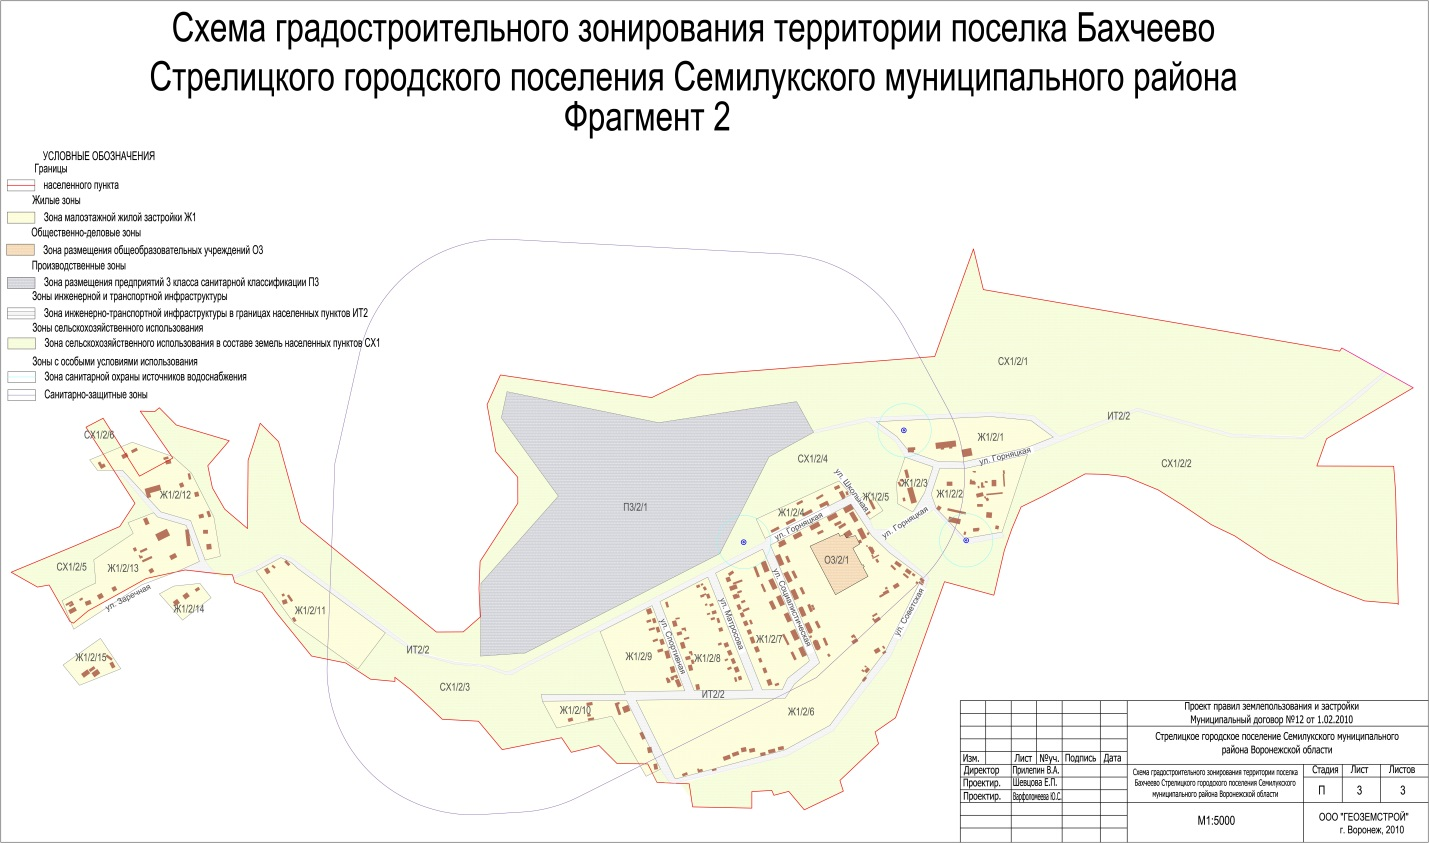 Схема градостроительного зонирования территории поселка Бахчеево
Стрелицкого городского поселения Семилукского муниципального района
Фрагмент 2
УСЛОВНЫЕ ОБОЗНАЧЕНИЯ
Границы
населенного пункта
Жилые зоны
Зона малоэтажной жилой застройки Ж1
Общественно-деловые зоны
Зона размещения общеобразовательных учреждений О3
Производственные зоны
Зона размещения предприятий 3 класса санитарной классификации П3
Зоны инженерной и транспортной инфраструктуры
Зона инженерно-транспортной инфраструктуры в границах населенных пунктов ИТ2
Зоны сельскохозяйственного использования
Зона сельскохозяйственного использования в составе земель населенных пунктов СХ1
Зоны с особыми условиями использования
Зона санитарной охраны источников водоснабжения
Санитарно-защитные зоны
СХ1/2/1
ИТ2/2
СХ1/2/6
Ж1/2/1
ул. Горняцкая
СХ1/2/4
СХ1/2/2
ул. Школьная
Ж1/2/3
Ж1/2/12
Ж1/2/5
Ж1/2/2
П3/2/1
Ж1/2/4
ул. Горняцкая
ул. Горняцкая
СХ1/2/5
Ж1/2/13
О3/2/1
ул. Заречная
Ж1/2/14
Ж1/2/11
ул. Социалистическая
ул. Матросова
ул. Советская
ул. Спортивная
Ж1/2/7
ИТ2/2
Ж1/2/15
Ж1/2/9
Ж1/2/8
СХ1/2/3
ИТ2/2
Ж1/2/10
Ж1/2/6
Проект правил землепользования и застройки
Муниципальный договор №12 от 1.02.2010
Стрелицкое городское поселение Семилукского муниципального
района Воронежской области
Изм. Лист №уч. Подпись Дата
Директор Прилепин В.А.
Проектир. Шевцова Е.П.
Проектир. Варфоломеева Ю.С.
Схема градостроительного зонирования территории поселка
Бахчеево Стрелицкого городского поселения Семилукского
муниципального района Воронежской области
Стадия Лист Листов
П 3 3
М1:5000
ООО "ГЕОЗЕМСТРОЙ"
г. Воронеж, 2010